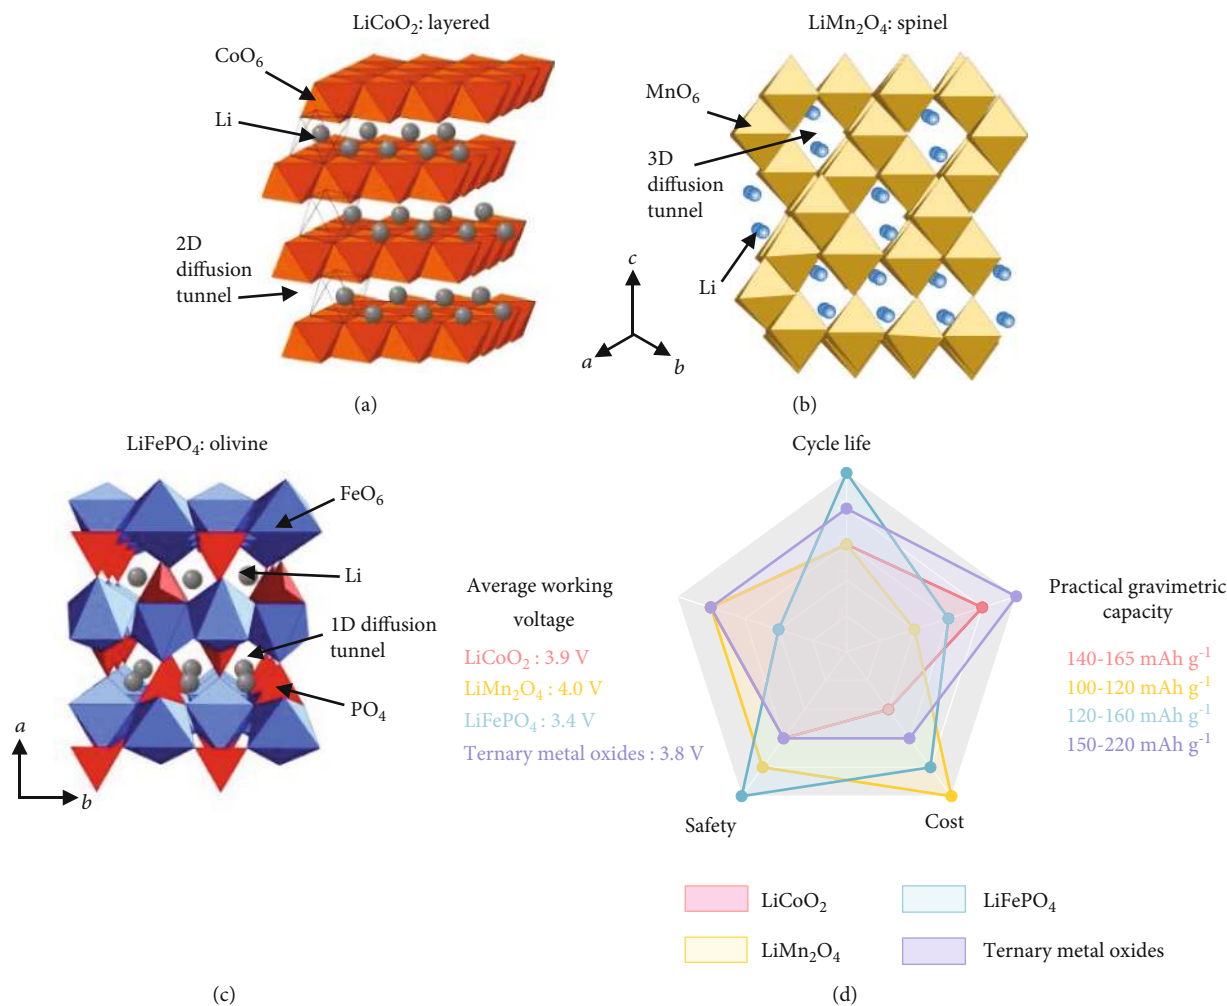 (a)
LiCoO₂: layered
CoO₆
Li
2D
diffusion
tunnel
(b)
LiMn₂O₄: spinel
MnO₆
3D
diffusion
tunnel
Li
c
a
b
(a)
(b)
LiFePO₄: olivine
FeO₆
Li
1D diffusion
tunnel
PO₄
a
b
(c)
Cycle life
Average working
voltage
LiCoO₂ : 3.9 V
LiMn₂O₄ : 4.0 V
LiFePO₄ : 3.4 V
Ternary metal oxides : 3.8 V
Practical gravimetric
capacity
140-165 mAh g⁻¹
100-120 mAh g⁻¹
120-160 mAh g⁻¹
150-220 mAh g⁻¹
Safety
Cost
LiCoO₂
LiFePO₄
LiMn₂O₄
Ternary metal oxides
(d)